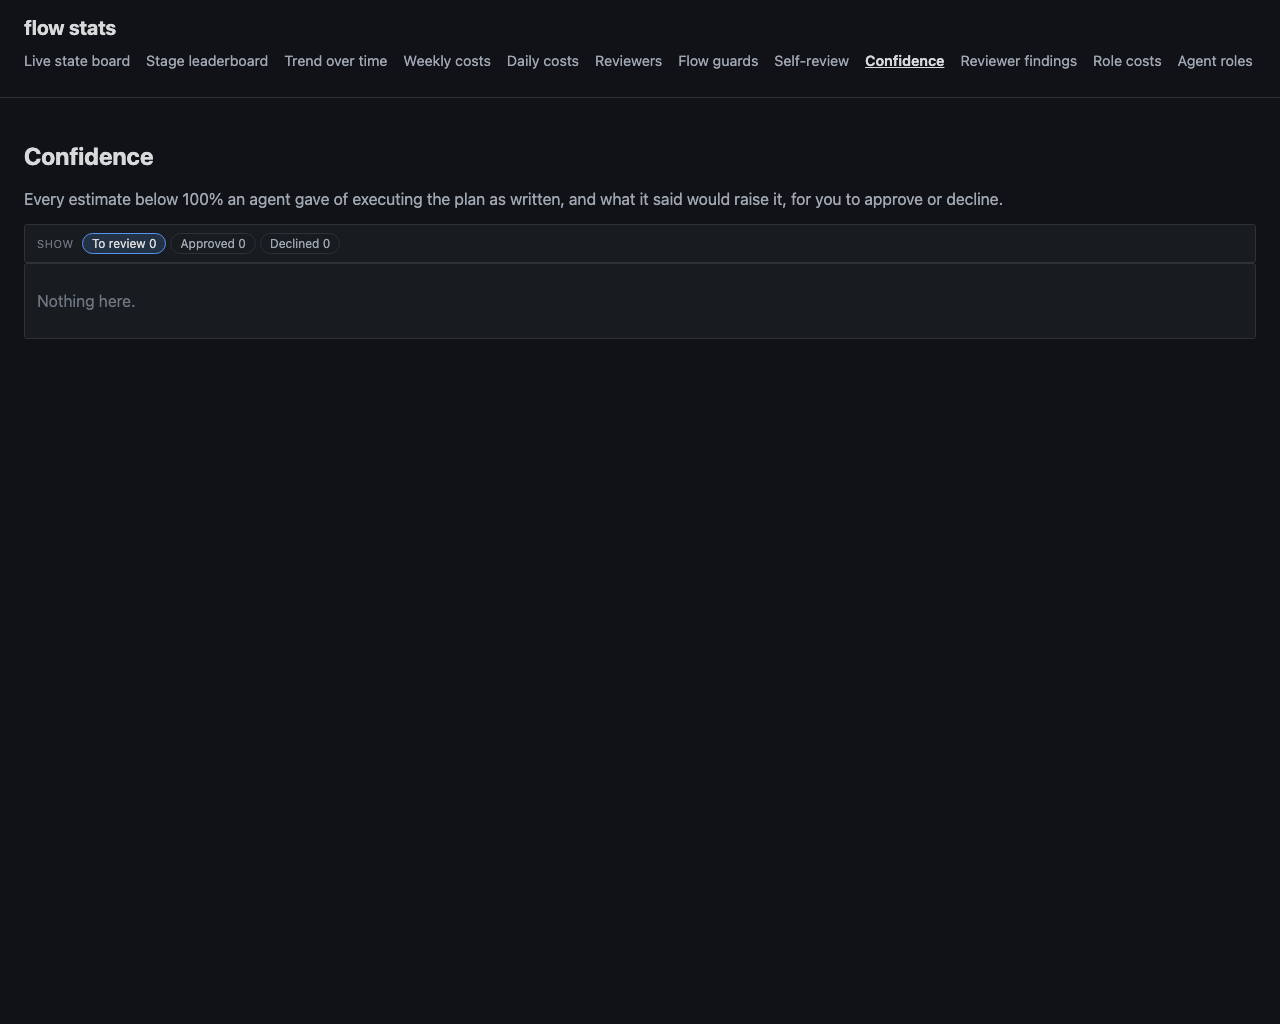 flow stats
Live state board Stage leaderboard Trend over time Weekly costs Daily costs Reviewers Flow guards Self-review Confidence Reviewer findings Role costs Agent roles
Confidence
Every estimate below 100% an agent gave of executing the plan as written, and what it said would raise it, for you to approve or decline.
SHOW To review 0 Approved 0 Declined 0
Nothing here.